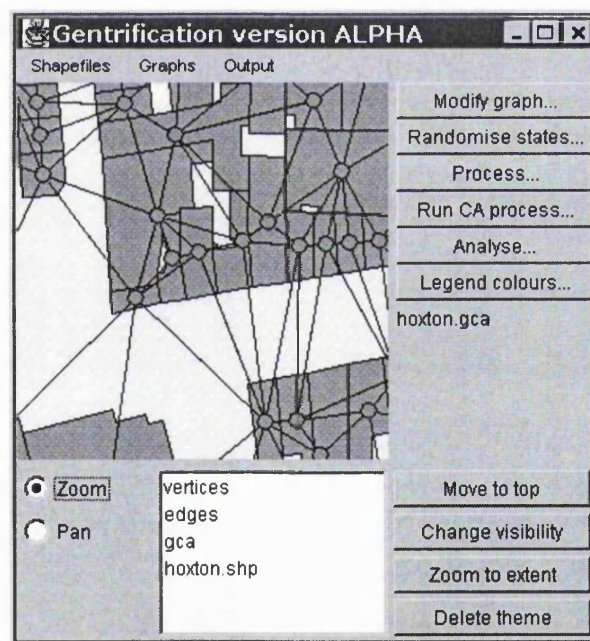 Gentrification version ALPHA
Shapefiles Graphs Output
Modify graph...
Randomise states...
Process...
Run CA process...
Analyse...
Legend colours...
hoxton.gca
Zoom
Pan
vertices
edges
gca
hoxton.shp
Move to top
Change visibility
Zoom to extent
Delete theme